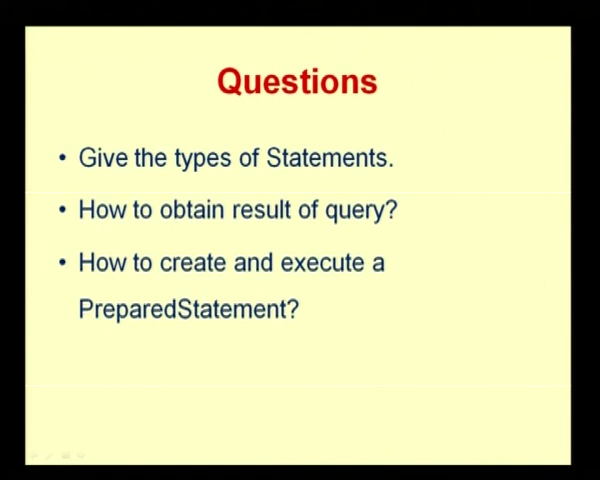 Questions
• Give the types of Statements.
• How to obtain result of query?
• How to create and execute a
PreparedStatement?